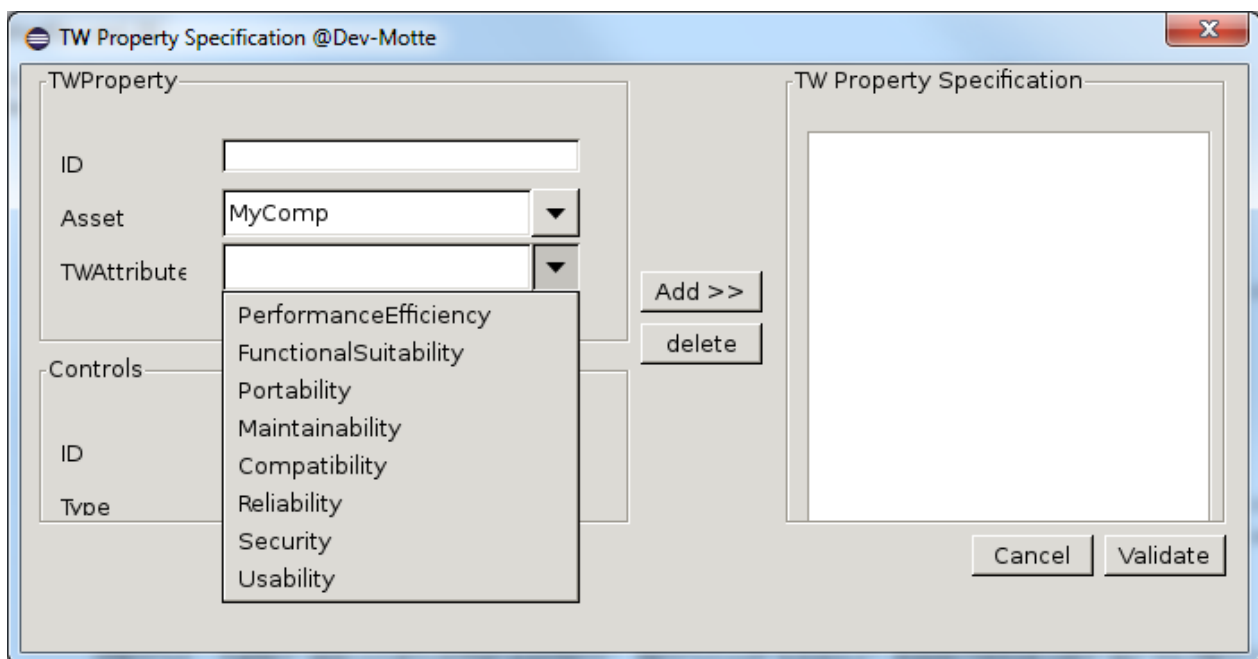 TW Property Specification @Dev-Motte
x
TWProperty
ID
Asset
MyComp
TWAttribute
PerformanceEfficiency
FunctionalSuitability
Portability
Maintainability
Compatibility
Reliability
Security
Usability
Controls
ID
Type
Add >>
delete
TW Property Specification
Cancel
Validate